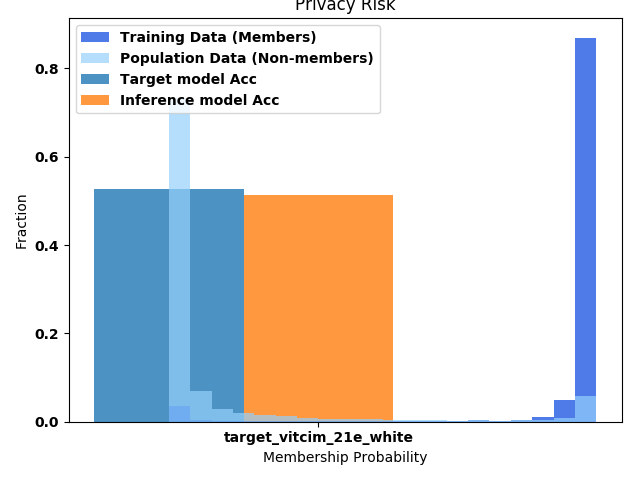 Privacy Risk
Training Data (Members)
Population Data (Non-members)
Target model Acc
Inference model Acc
0.8
0.6
0.4
0.2
0.0
Fraction
target_vitcim_21e_white
Membership Probability